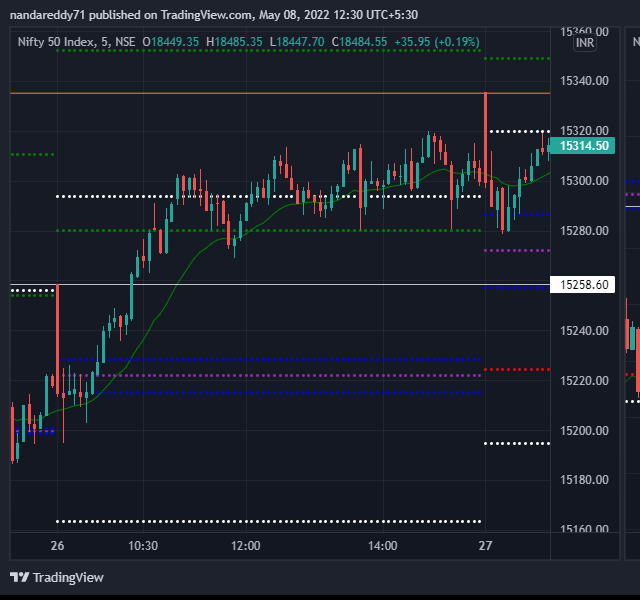 nandareddy71 published on TradingView.com, May 08, 2022 12:30 UTC+5:30
Nifty 50 Index, 5, NSE O18449.35 H18485.35 L18447.70 C18484.55 +35.95 (+0.19%)
15360.00
INR
N
15340.00
15320.00
15314.50
15300.00
15280.00
15258.60
15240.00
15220.00
15200.00
15180.00
15160.00
26 10:30 12:00 14:00 27
TradingView